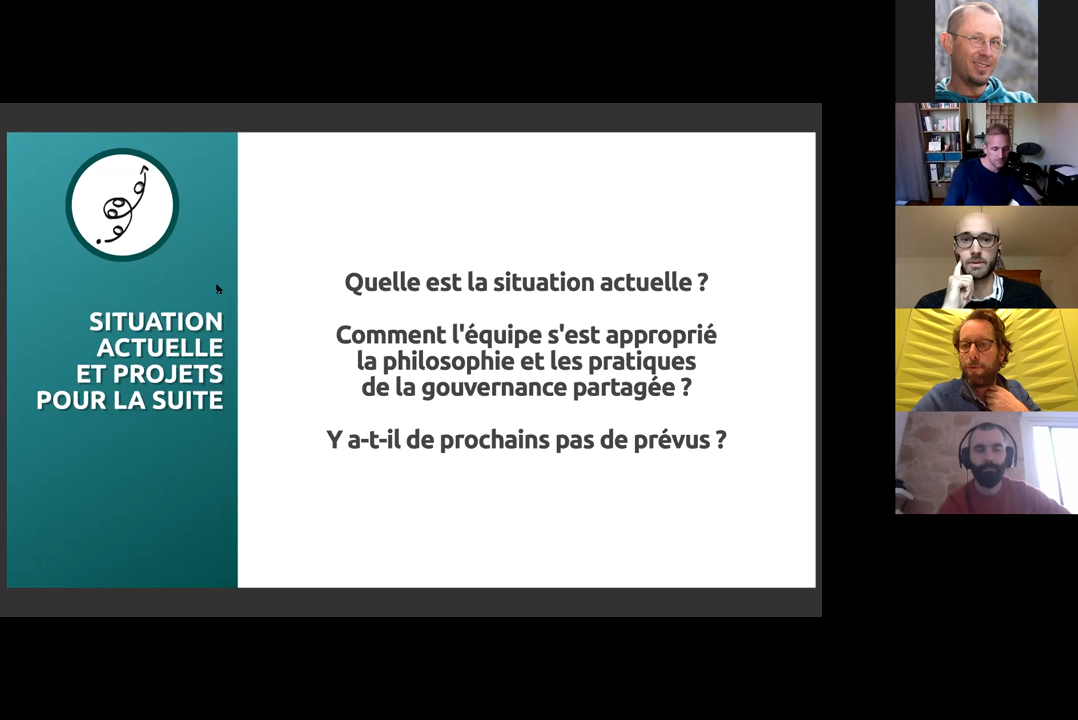 SITUATION
ACTUELLE
ET PROJETS
POUR LA SUITE
Quelle est la situation actuelle ?
Comment l'équipe s'est approprié
la philosophie et les pratiques
de la gouvernance partagée ?
Y a-t-il de prochains pas de prévus ?